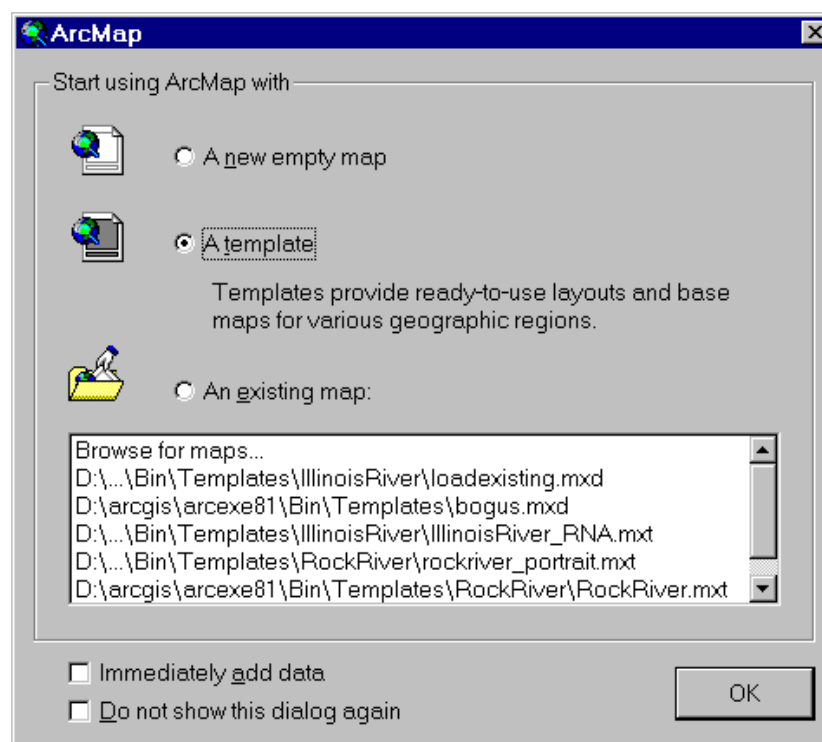 ArcMap
Start using ArcMap with
A new empty map
A template
Templates provide ready-to-use layouts and base
maps for various geographic regions.
An existing map:
Browse for maps...
D:\...\Bin\Templates\IllinoisRiver\loadexisting.mxd
D:\arcgis\arcexe81\Bin\Templates\bogus.mxd
D:\...\Bin\Templates\IllinoisRiver\IllinoisRiver_RNA.mxt
D:\...\Bin\Templates\RockRiver\rockriver_portrait.mxt
D:\arcgis\arcexe81\Bin\Templates\RockRiver\RockRiver.mxt
Immediately add data
Do not show this dialog again
OK